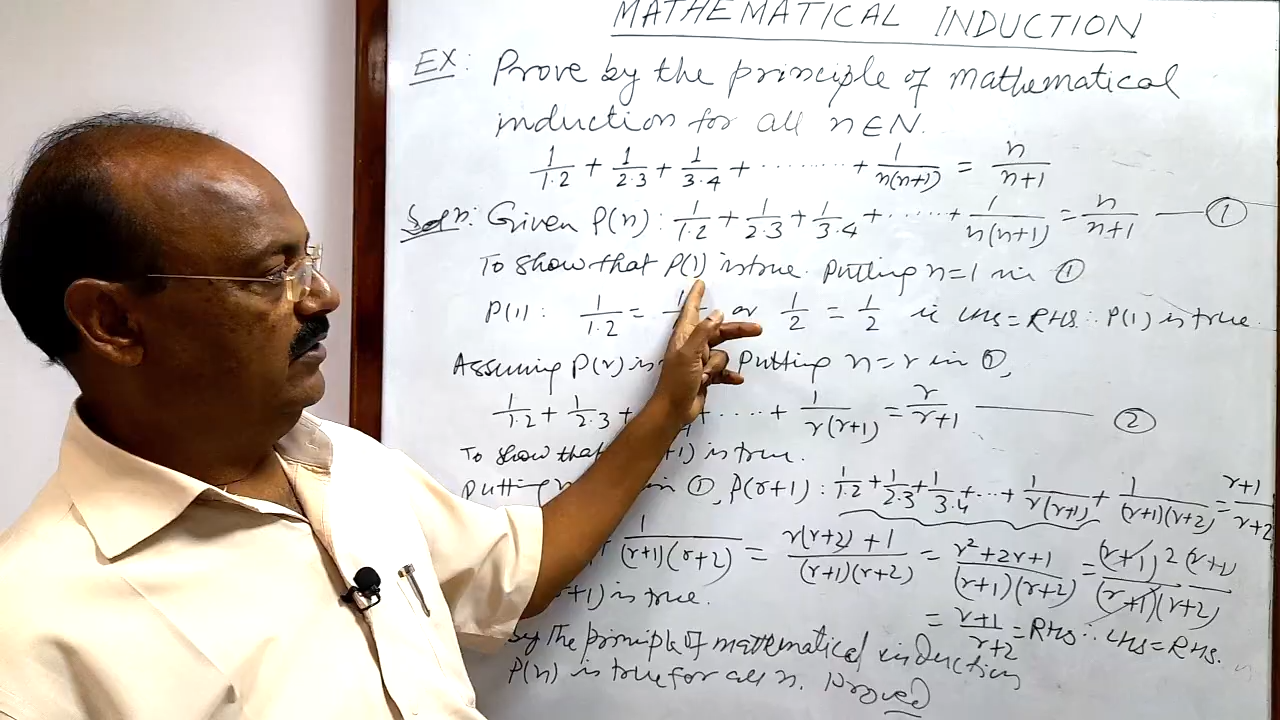 MATHEMATICAL INDUCTION
EX: Prove by the principle of mathematical
induction for all n∈N.
1/1.2 + 1/2.3 + 1/3.4 + ········ + 1/n(n+1) = n/n+1
Soln: Given P(n): 1/1.2 + 1/2.3 + 1/3.4 + ······ + 1/n(n+1) = n/n+1 —— ①
To show that P(1) is true. Putting n=1 in ①
P(1): 1/1.2 = or 1/2 = 1/2 ie LHS = RHS ∴ P(1) is true.
Assuming P(r) is Putting n=r in ①,
1/1.2 + 1/2.3 + + ···· + 1/r(r+1) = r/r+1 —— ②
To show that +1) is true.
Putting in ①, P(r+1): 1/1.2 + 1/2.3 + 1/3.4 + ··· + 1/r(r+1) + 1/(r+1)(r+2) = r+1/r+2
+ 1/(r+1)(r+2) = r(r+2)+1/(r+1)(r+2) = r²+2r+1/(r+1)(r+2) = (r+1)² (r+1)/(r+1)(r+2)
+1) is true. = r+1/r+2 = RHS ∴ LHS = RHS.
By the principle of mathematical induction
P(n) is true for all n. Proved